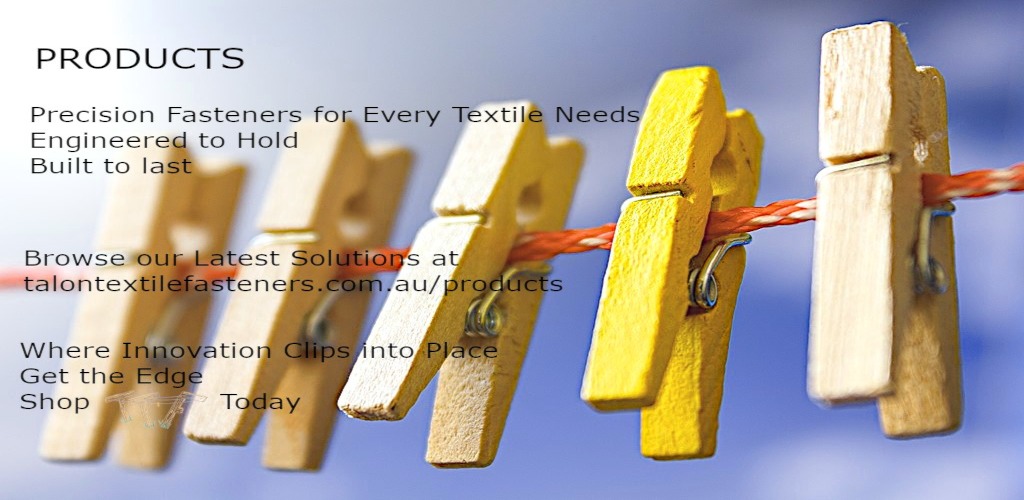 PRODUCTS
Precision Fasteners for Every Textile Needs
Engineered to Hold
Built to last
Browse our Latest Solutions at
talontextilefasteners.com.au/products
Where Innovation Clips into Place
Get the Edge
Shop TTF Today